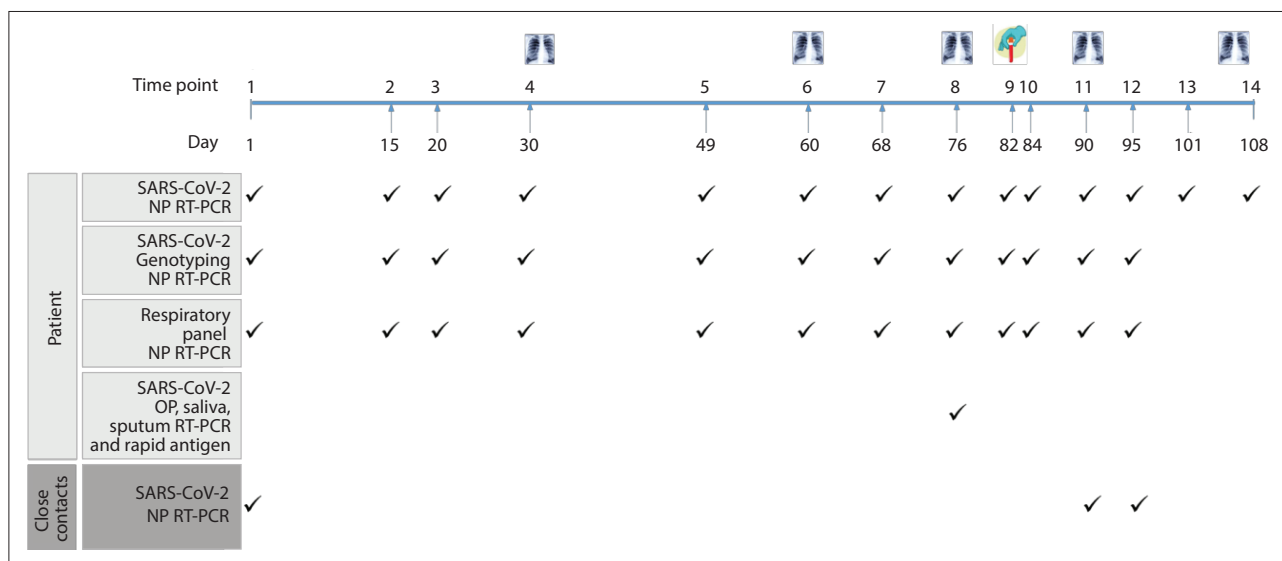 Time point 1 2 3 4 5 6 7 8 9 10 11 12 13 14
Day 1 15 20 30 49 60 68 76 82 84 90 95 101 108
Patient
SARS-CoV-2
NP RT-PCR
SARS-CoV-2
Genotyping
NP RT-PCR
Respiratory
panel
NP RT-PCR
SARS-CoV-2
OP, saliva,
sputum RT-PCR
and rapid antigen
Close
contacts
SARS-CoV-2
NP RT-PCR